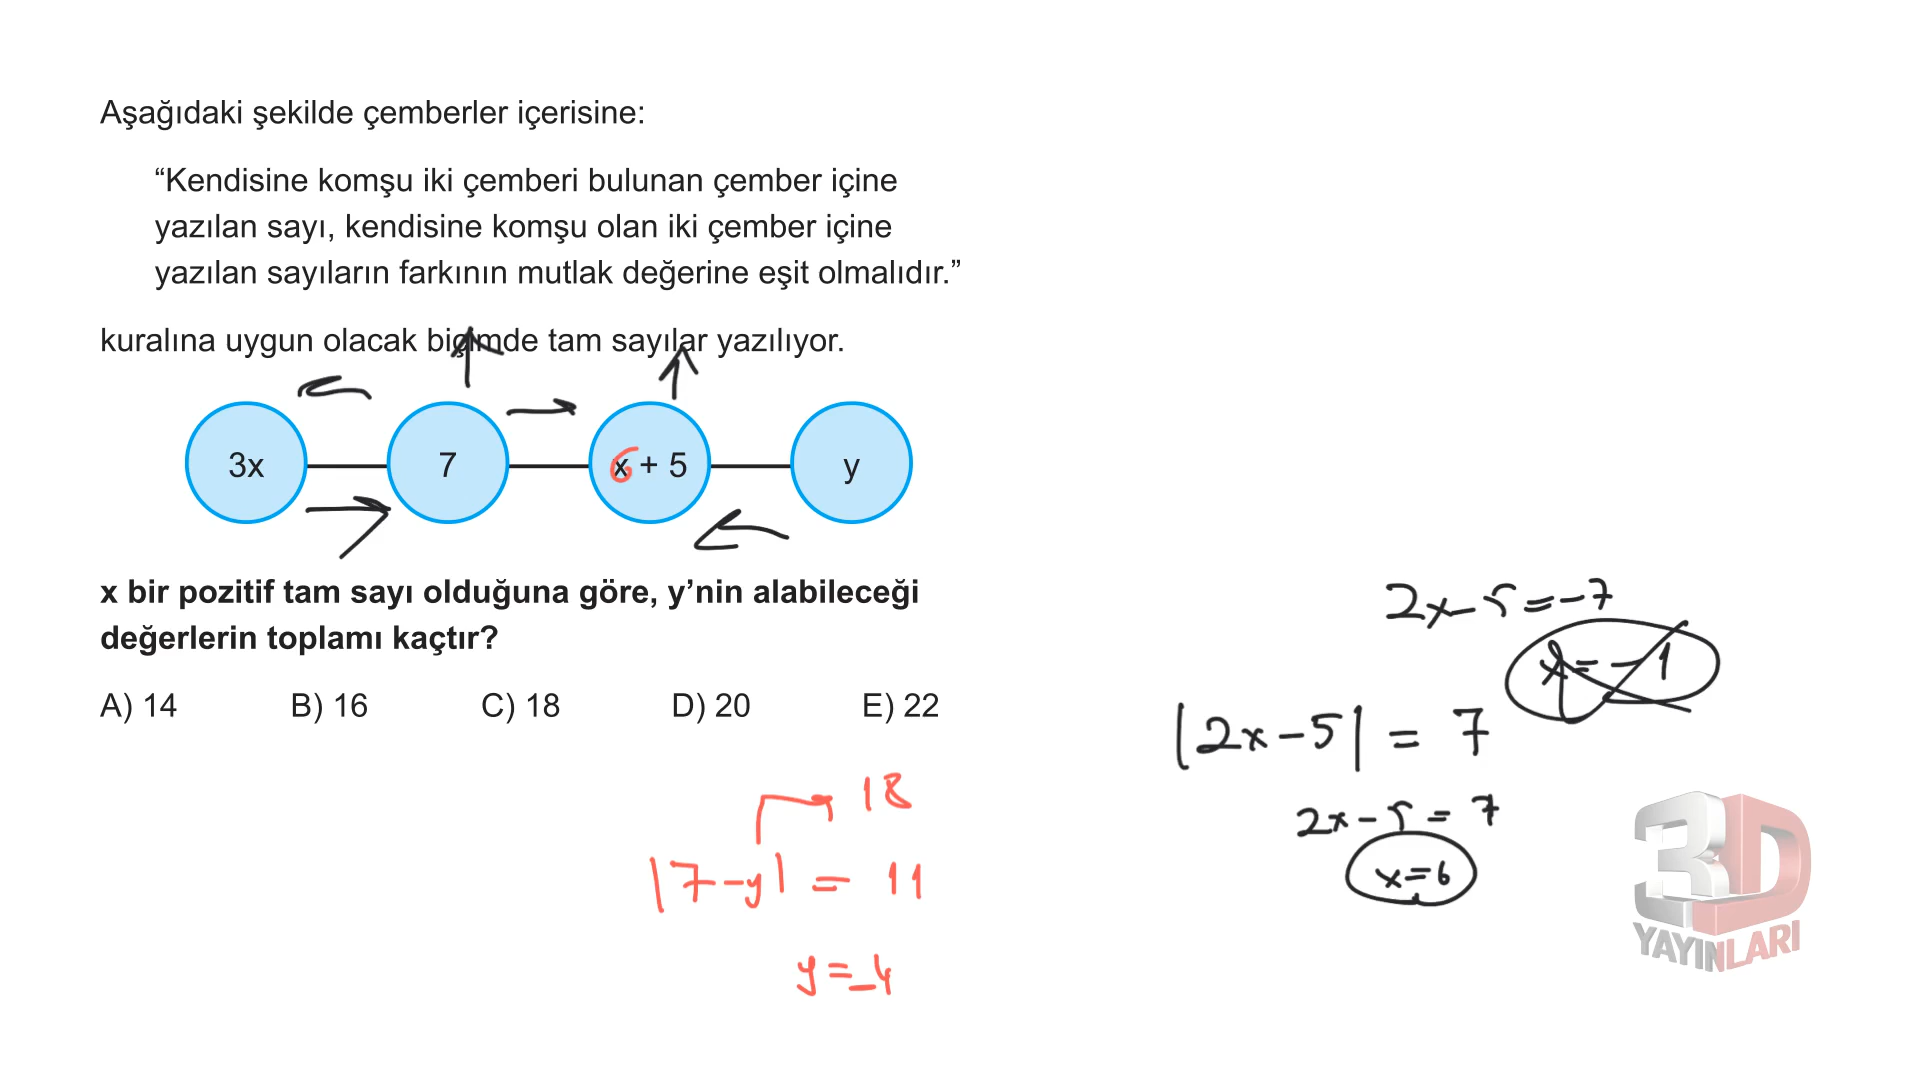 Aşağıdaki şekilde çemberler içerisine:
“Kendisine komşu iki çemberi bulunan çember içine
yazılan sayı, kendisine komşu olan iki çember içine
yazılan sayıların farkının mutlak değerine eşit olmalıdır.”
kuralına uygun olacak biçimde tam sayılar yazılıyor.
3x 7 x + 5 y
6
x bir pozitif tam sayı olduğuna göre, y’nin alabileceği
değerlerin toplamı kaçtır?
A) 14 B) 16 C) 18 D) 20 E) 22
18
|7-y| = 11
y = -4
2x-5=-7
x=-1
|2x-5| = 7
2x-5 = 7
x=6
3D
YAYINLARI